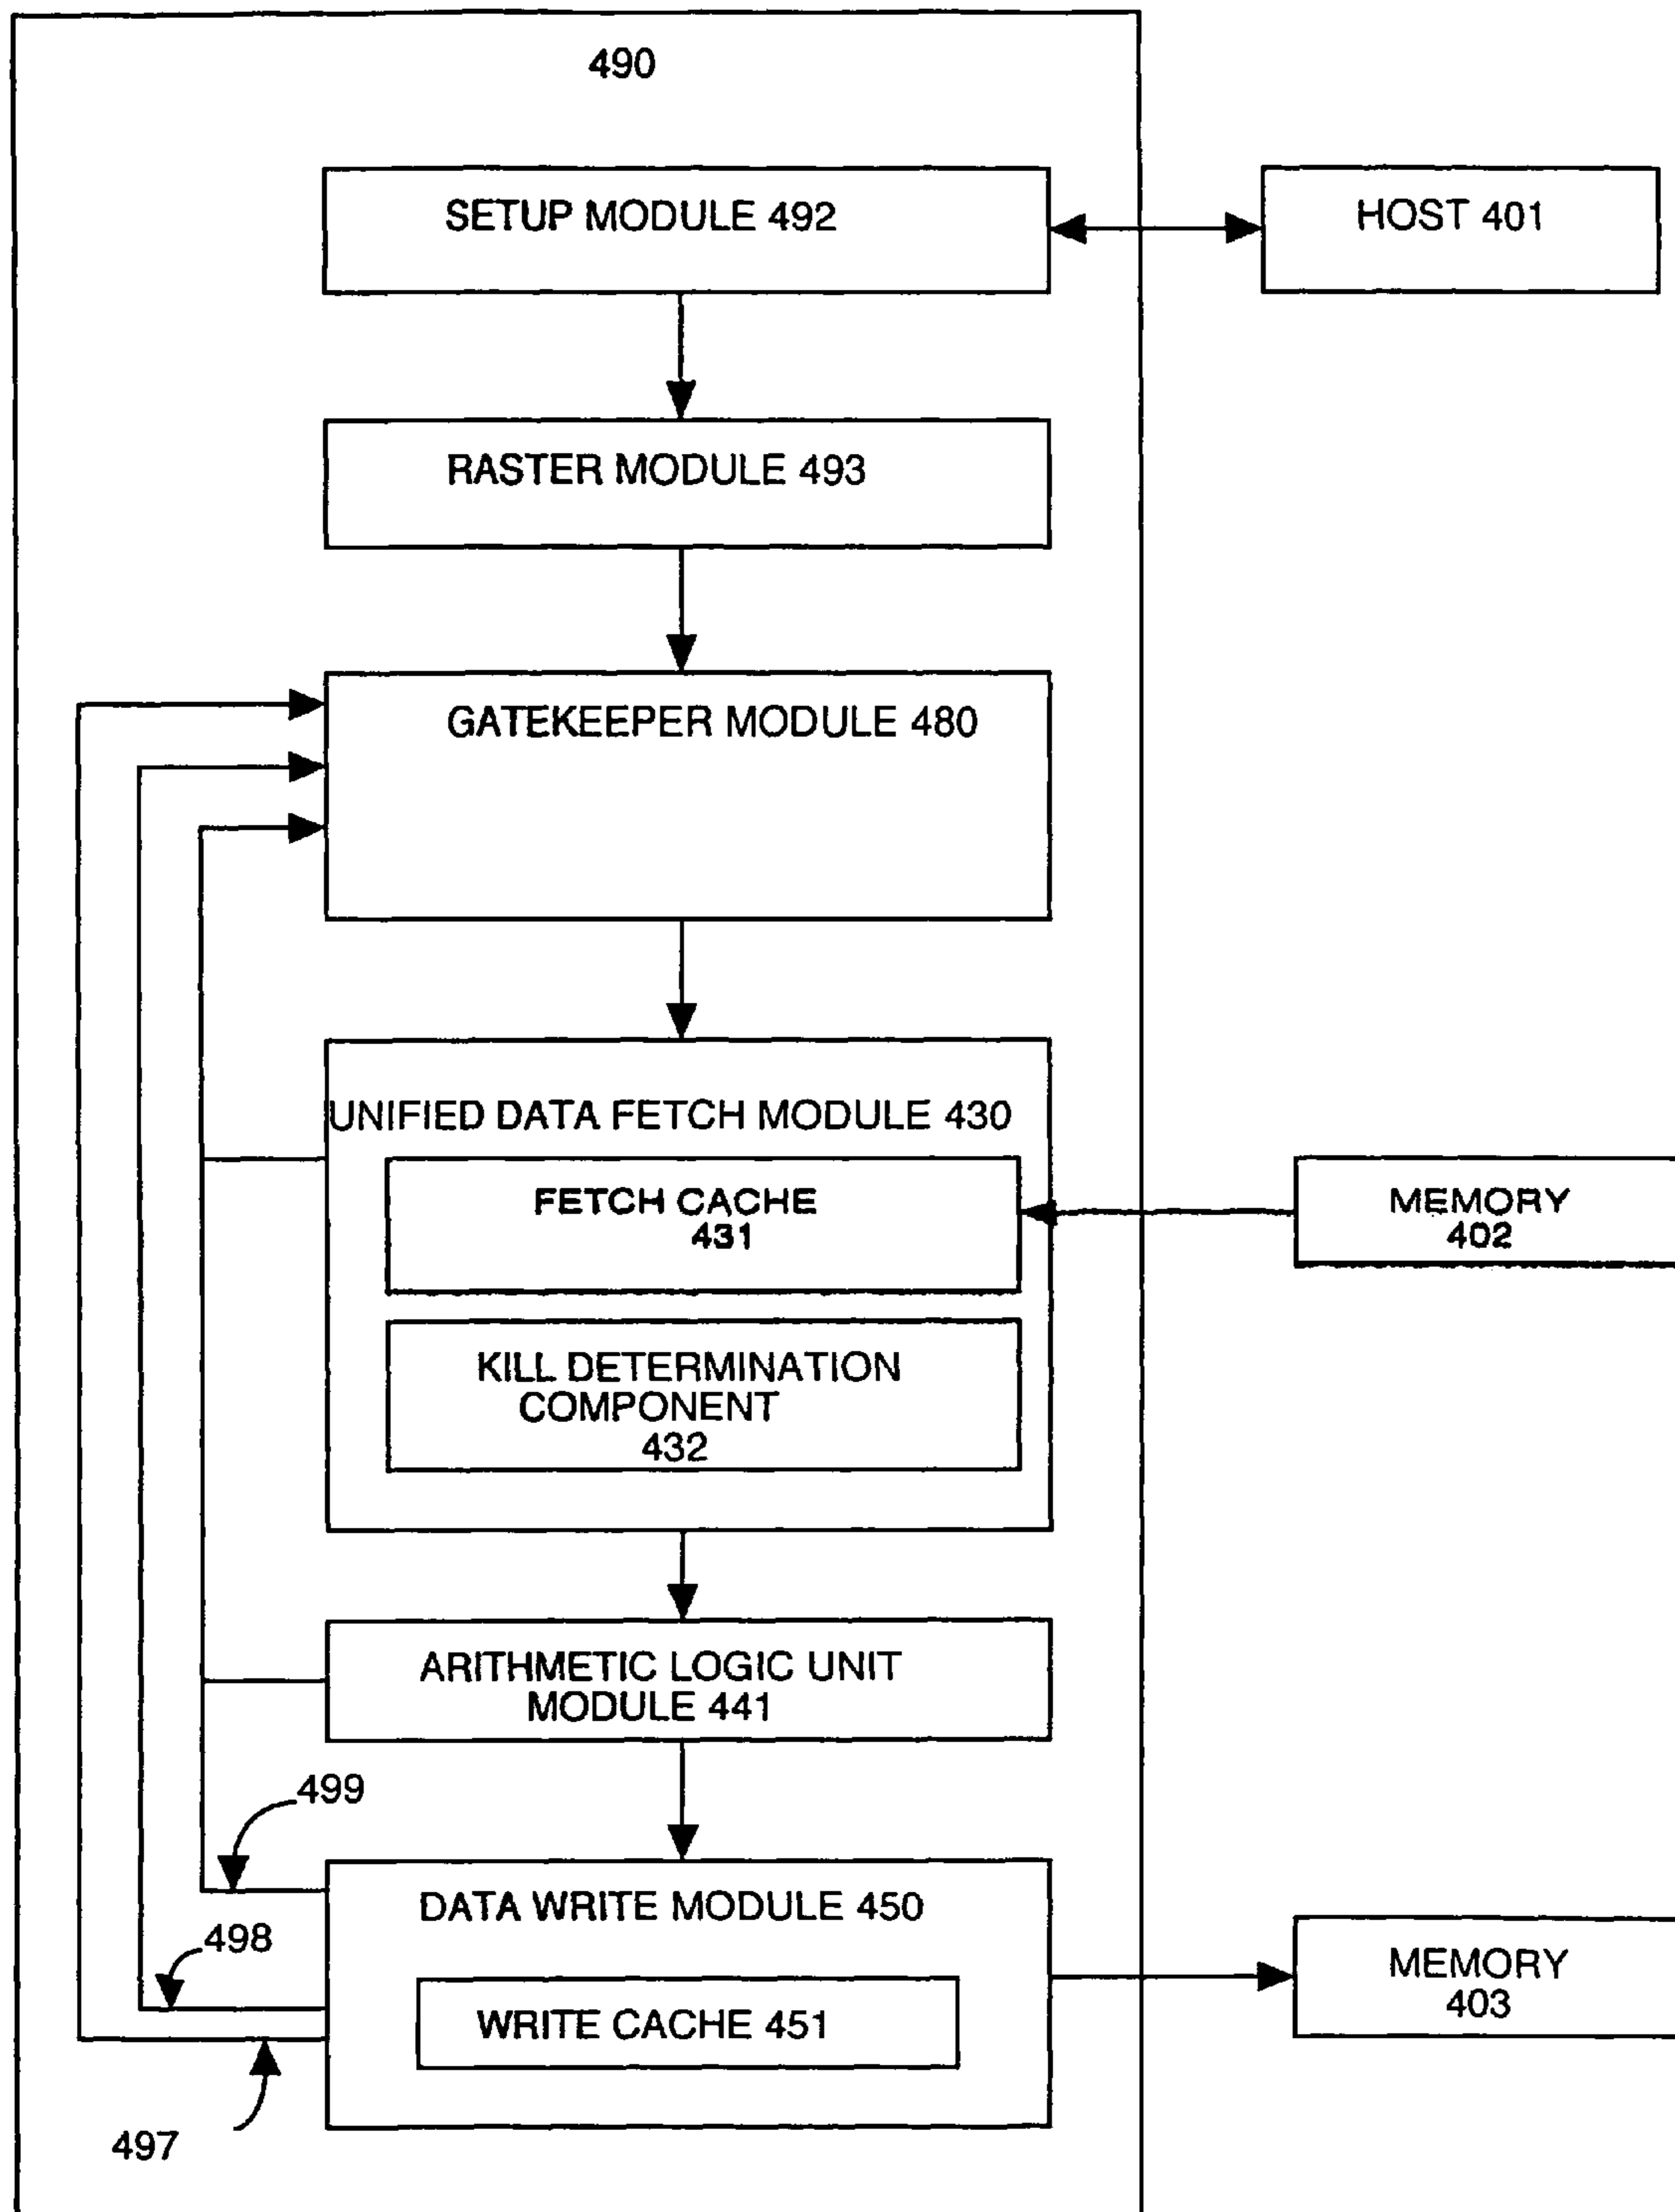 490
SETUP MODULE 492
HOST 401
RASTER MODULE 493
GATEKEEPER MODULE 480
UNIFIED DATA FETCH MODULE 430
FETCH CACHE
431
MEMORY
402
KILL DETERMINATION
COMPONENT
432
ARITHMETIC LOGIC UNIT
MODULE 441
499
DATA WRITE MODULE 450
498
MEMORY
403
WRITE CACHE 451
497